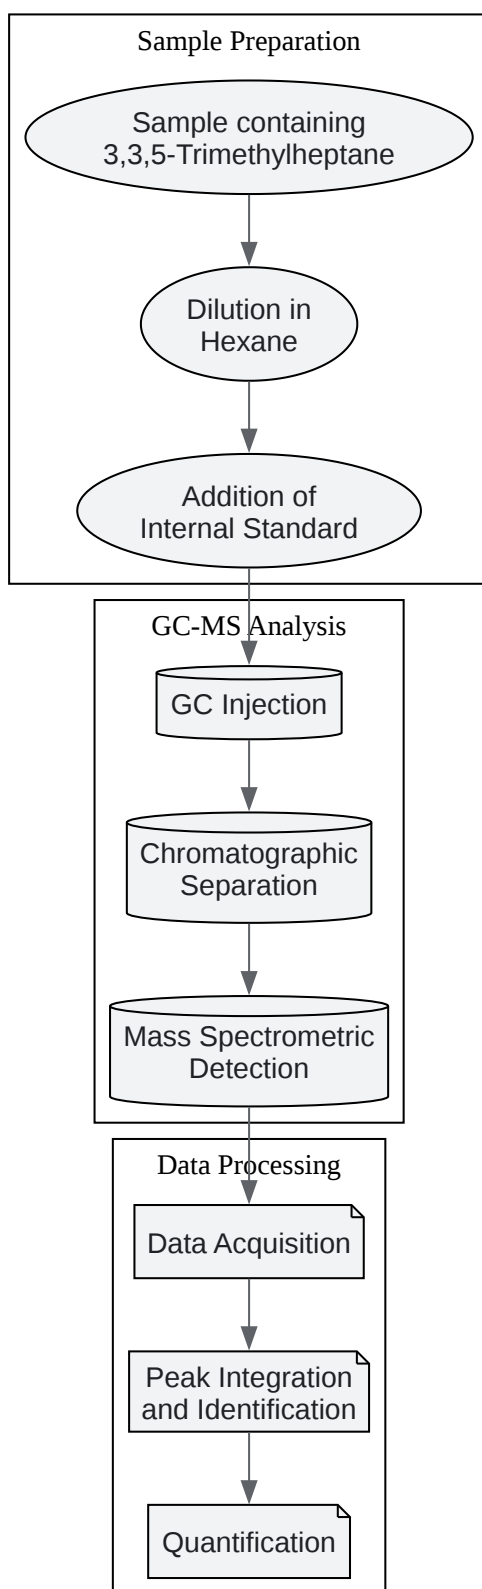 Sample Preparation
Sample containing
3,3,5-Trimethylheptane
Dilution in
Hexane
Addition of
Internal Standard
GC-MS Analysis
GC Injection
Chromatographic
Separation
Mass Spectrometric
Detection
Data Processing
Data Acquisition
Peak Integration
and Identification
Quantification